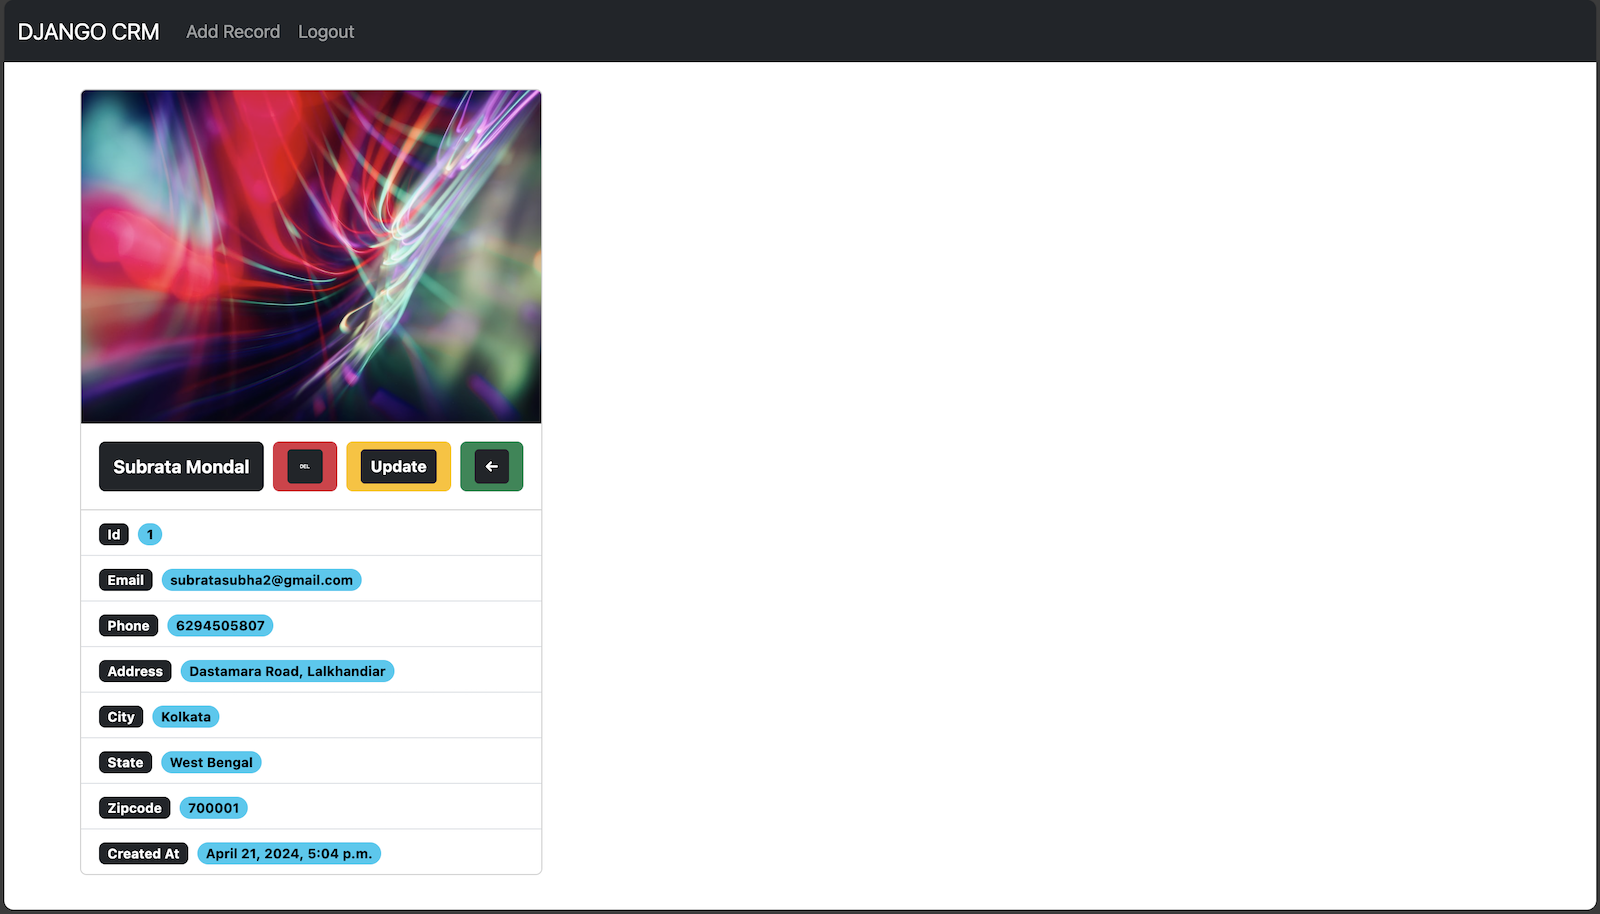 DJANGO CRM Add Record Logout
Subrata Mondal DEL Update
Id 1
Email subratasubha2@gmail.com
Phone 6294505807
Address Dastamara Road, Lalkhandiar
City Kolkata
State West Bengal
Zipcode 700001
Created At April 21, 2024, 5:04 p.m.